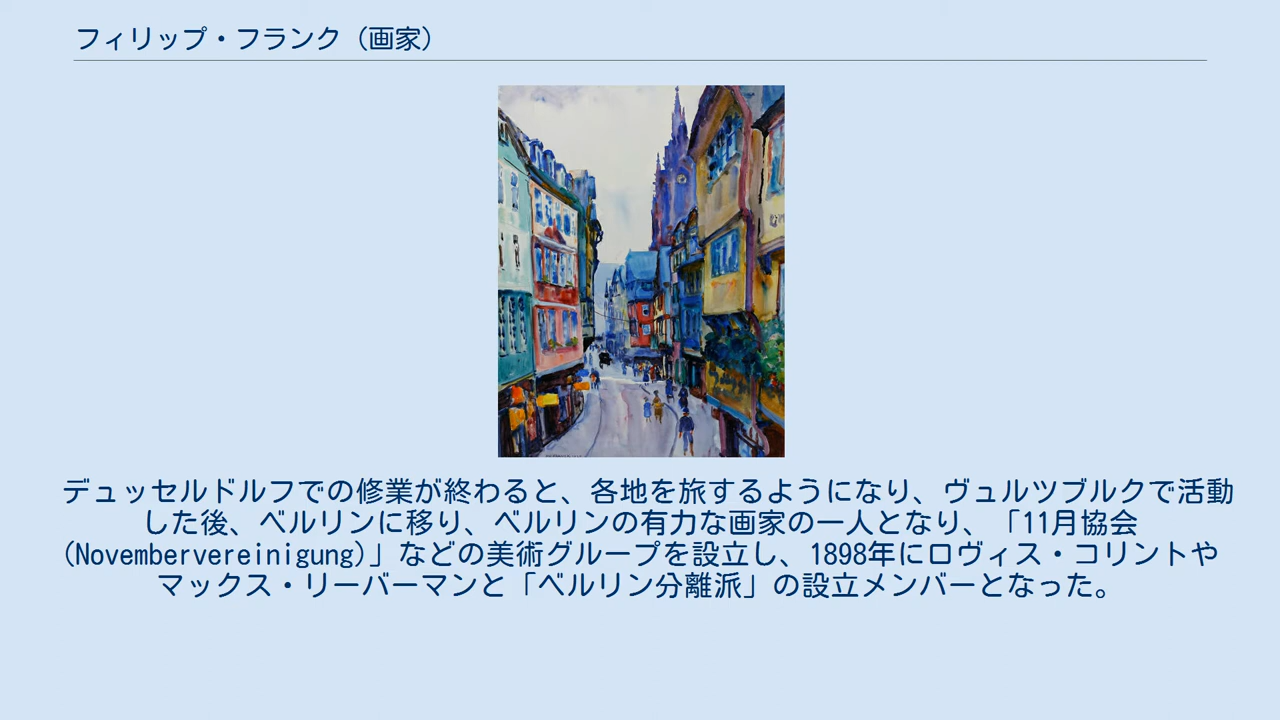 フィリップ・フランク（画家）
デュッセルドルフでの修業が終わると、各地を旅するようになり、ヴュルツブルクで活動
した後、ベルリンに移り、ベルリンの有力な画家の一人となり、「11月協会
(Novembervereinigung)」などの美術グループを設立し、1898年にロヴィス・コリントや
マックス・リーバーマンと「ベルリン分離派」の設立メンバーとなった。